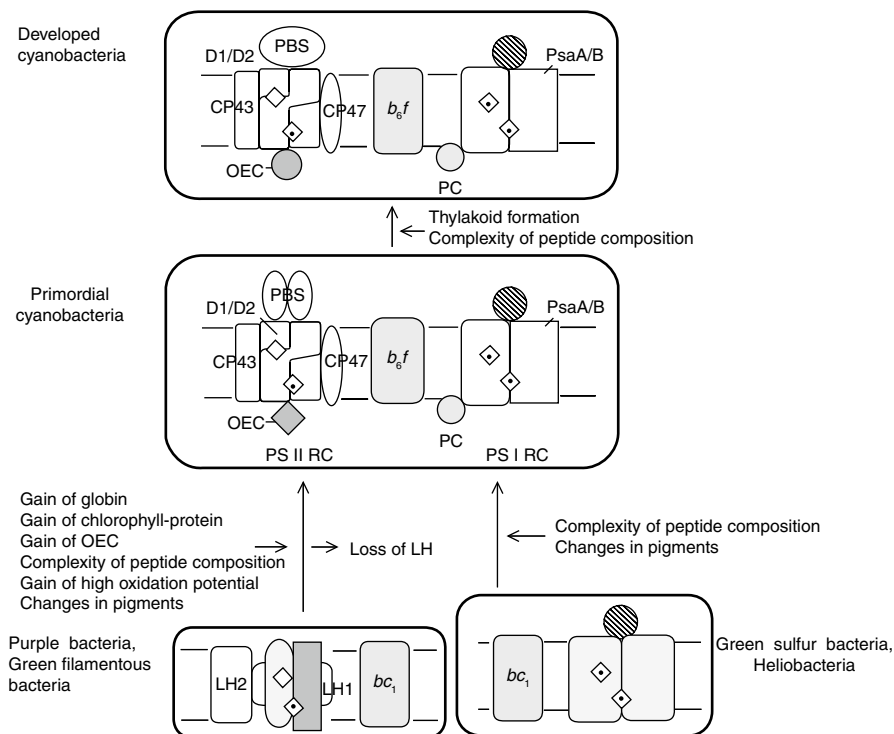 Developed
cyanobacteria
D1/D2
PBS
PsaA/B
CP43
CP47
b₆f
OEC
PC
Thylakoid formation
Complexity of peptide composition
Primordial
cyanobacteria
D1/D2
PBS
PsaA/B
CP43
CP47
b₆f
OEC
PC
PS II RC
PS I RC
Gain of globin
Gain of chlorophyll-protein
Gain of OEC
Complexity of peptide composition
Gain of high oxidation potential
Changes in pigments
Loss of LH
Complexity of peptide composition
Changes in pigments
Purple bacteria,
Green filamentous
bacteria
LH2
LH1
bc₁
bc₁
Green sulfur bacteria,
Heliobacteria